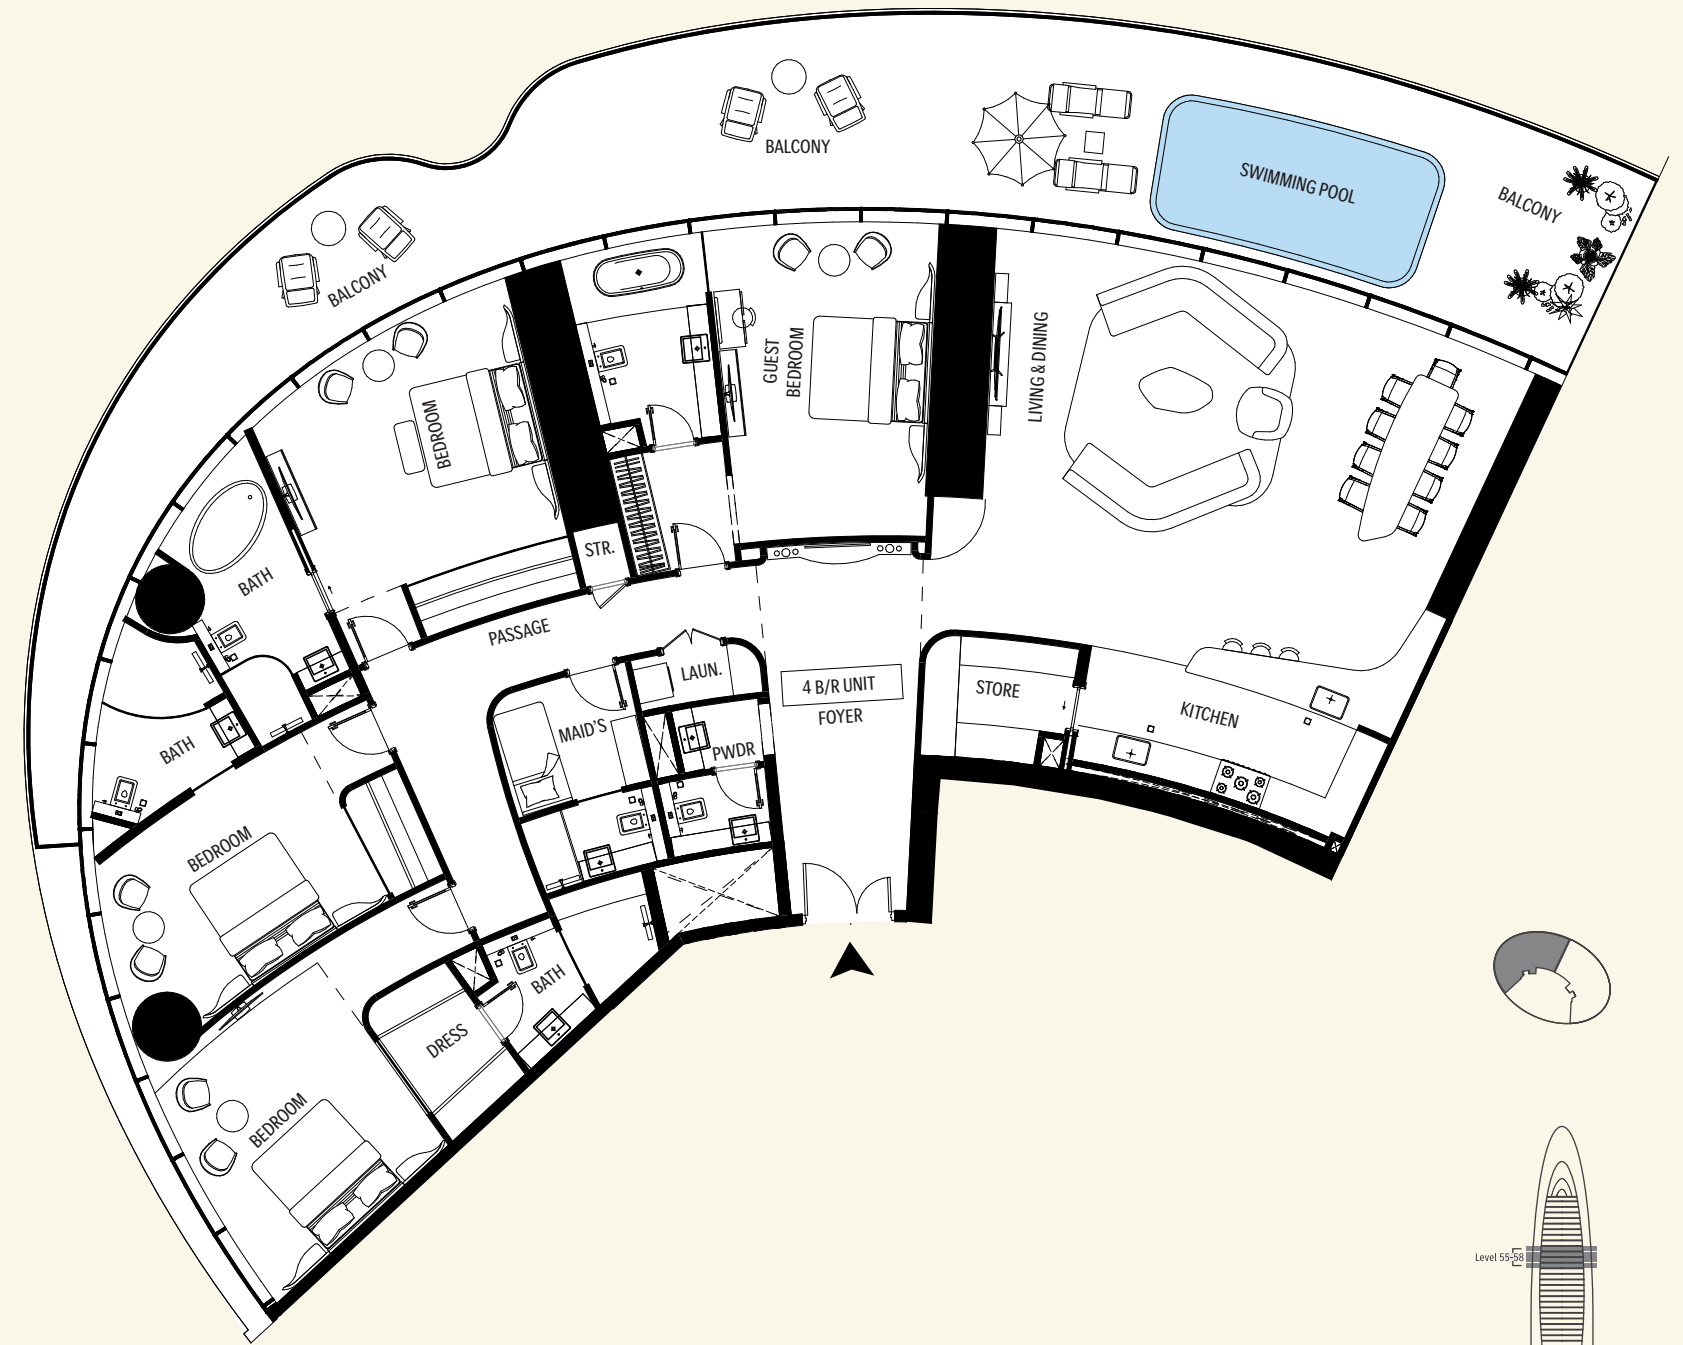 BALCONY
SWIMMING POOL
BALCONY
BALCONY
GUEST
BEDROOM
LIVING & DINING
BEDROOM
STR.
BATH
PASSAGE
LAUN.
4 B/R UNIT
FOYER
STORE
KITCHEN
MAID'S
PWDR
BATH
BEDROOM
BATH
DRESS
BEDROOM
Level 55-58